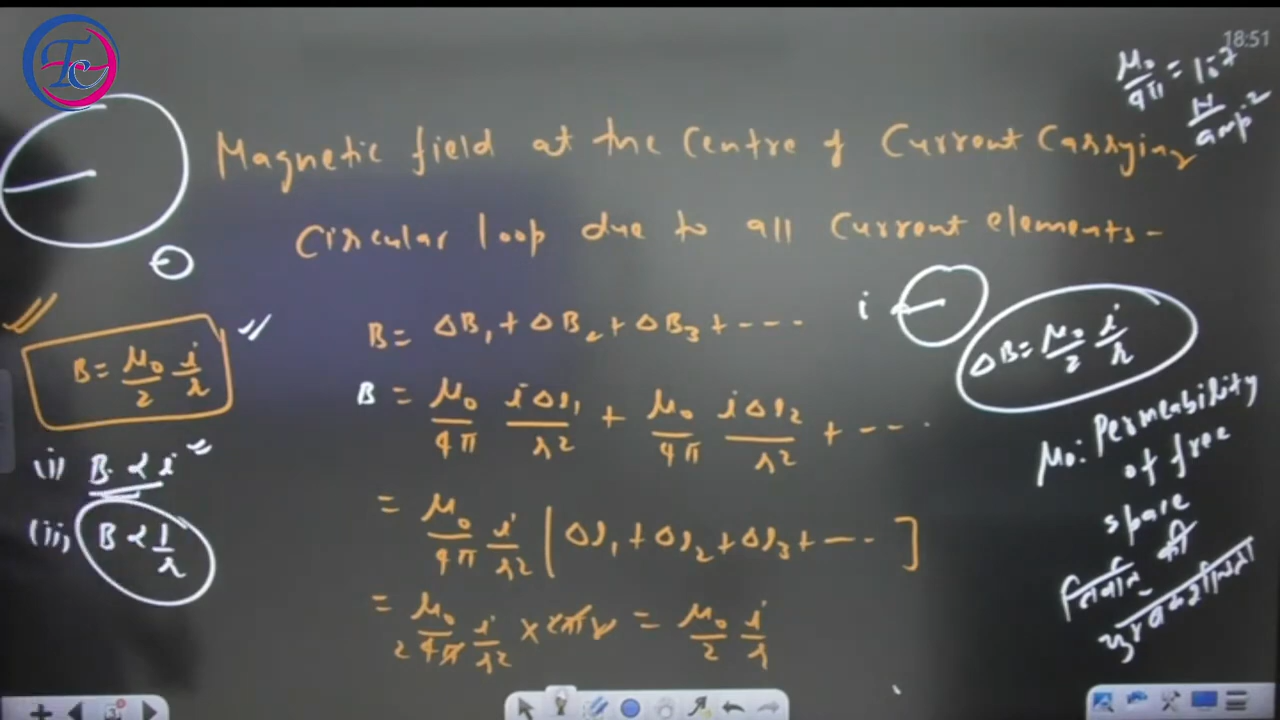 TC
18:51
μ₀/4π = 10⁻⁷ N/amp²
Magnetic field at the Centre of Current Carrying
Circular loop due to all Current elements-
B = μ₀/2 i/r
(i) B ∝ i
(ii) B ∝ 1/r
B = ΔB₁ + ΔB₂ + ΔB₃ + ----
B = μ₀/4π iΔl₁/r² + μ₀/4π iΔl₂/r² + ----
= μ₀/4π i/r² [Δl₁ + Δl₂ + Δl₃ + ----]
= μ₀/2 4π i/r² × 2πr = μ₀/2 i/r
i
ΔB = μ₀/2 i/r
μ₀: Permeability
of free
space
निर्वात की